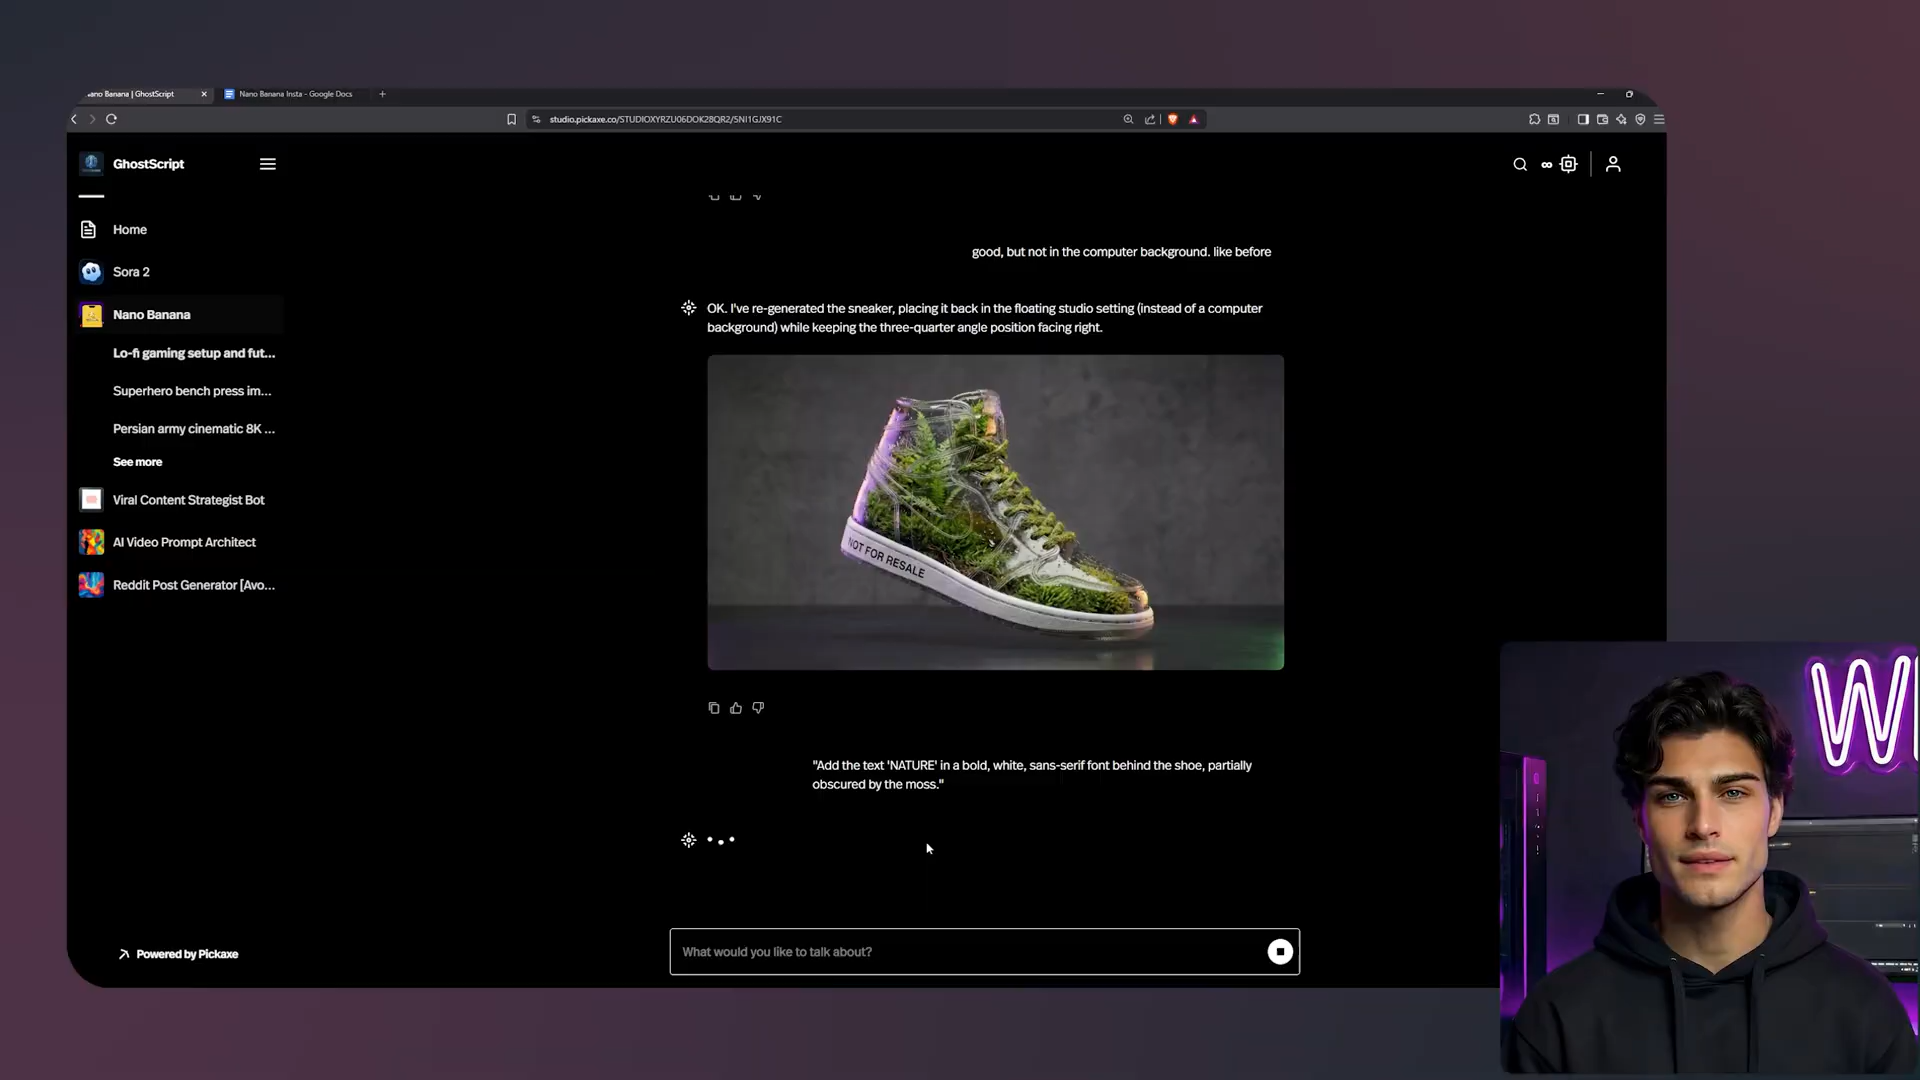 ano Banana | GhostScript
Nano Banana Insta - Google Docs
studio.pickaxe.co/STUDIOXYRZU06DOK28QR2/5NI1GJX91C
GhostScript
Home
Sora 2
Nano Banana
Lo-fi gaming setup and fut...
Superhero bench press im...
Persian army cinematic 8K ...
See more
Viral Content Strategist Bot
AI Video Prompt Architect
Reddit Post Generator [Avo...
Powered by Pickaxe
good, but not in the computer background. like before
OK. I've re-generated the sneaker, placing it back in the floating studio setting (instead of a computer
background) while keeping the three-quarter angle position facing right.
NOT FOR RESALE
"Add the text 'NATURE' in a bold, white, sans-serif font behind the shoe, partially
obscured by the moss."
What would you like to talk about?
W